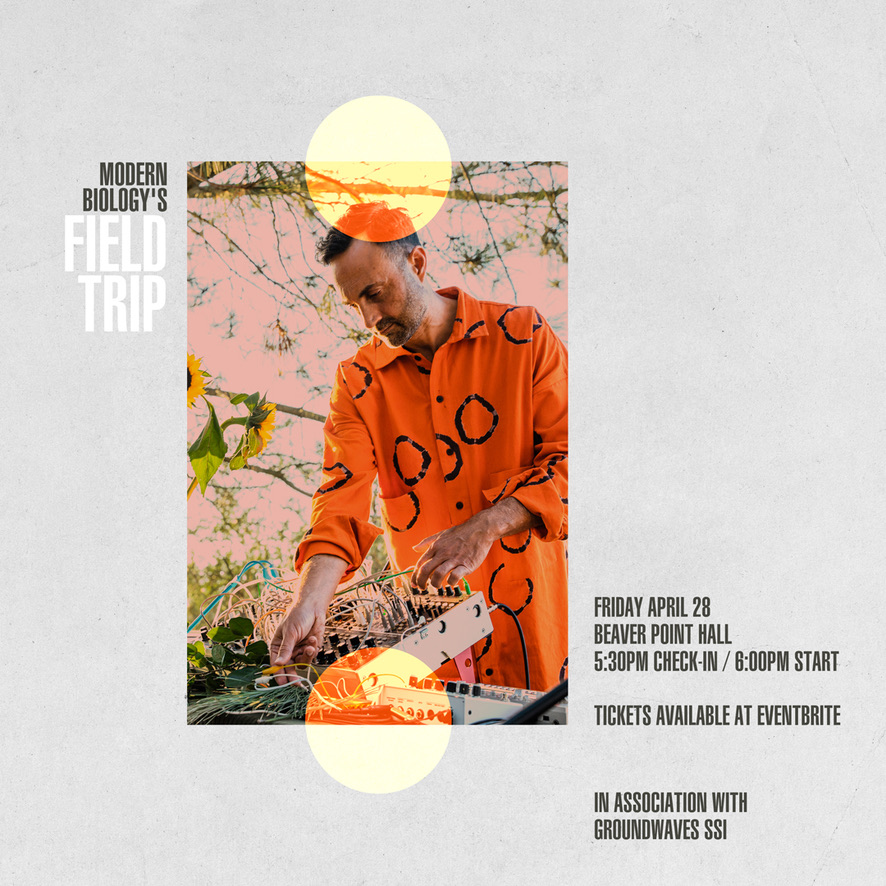 MODERN
BIOLOGY'S
FIELD
TRIP
FRIDAY APRIL 28
BEAVER POINT HALL
5:30PM CHECK-IN / 6:00PM START
TICKETS AVAILABLE AT EVENTBRITE
IN ASSOCIATION WITH
GROUNDWAVES SSI